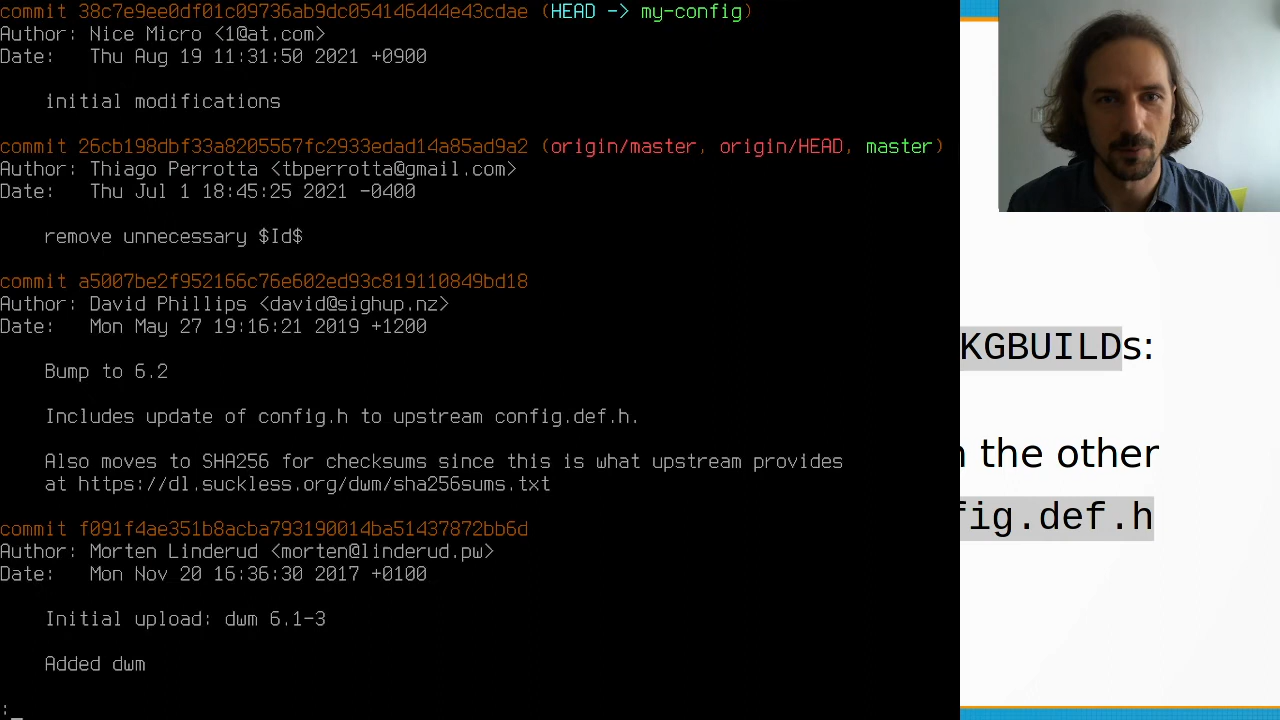 commit 38c7e9ee0df01c09736ab9dc054146444e43cdae (HEAD -> my-config)
Author: Nice Micro <1@at.com>
Date:   Thu Aug 19 11:31:50 2021 +0900
initial modifications
commit 26cb198dbf33a8205567fc2933edad14a85ad9a2 (origin/master, origin/HEAD, master)
Author: Thiago Perrotta <tbperrotta@gmail.com>
Date:   Thu Jul 1 18:45:25 2021 -0400
remove unnecessary $Id$
commit a5007be2f952166c76e602ed93c819110849bd18
Author: David Phillips <david@sighup.nz>
Date:   Mon May 27 19:16:21 2019 +1200
Bump to 6.2
Includes update of config.h to upstream config.def.h.
Also moves to SHA256 for checksums since this is what upstream provides
at https://dl.suckless.org/dwm/sha256sums.txt
commit f091f4ae351b8acba793190014ba51437872bb6d
Author: Morten Linderud <morten@linderud.pw>
Date:   Mon Nov 20 16:36:30 2017 +0100
Initial upload: dwm 6.1-3
Added dwm
:
KGBUILDs:
the other
fig.def.h